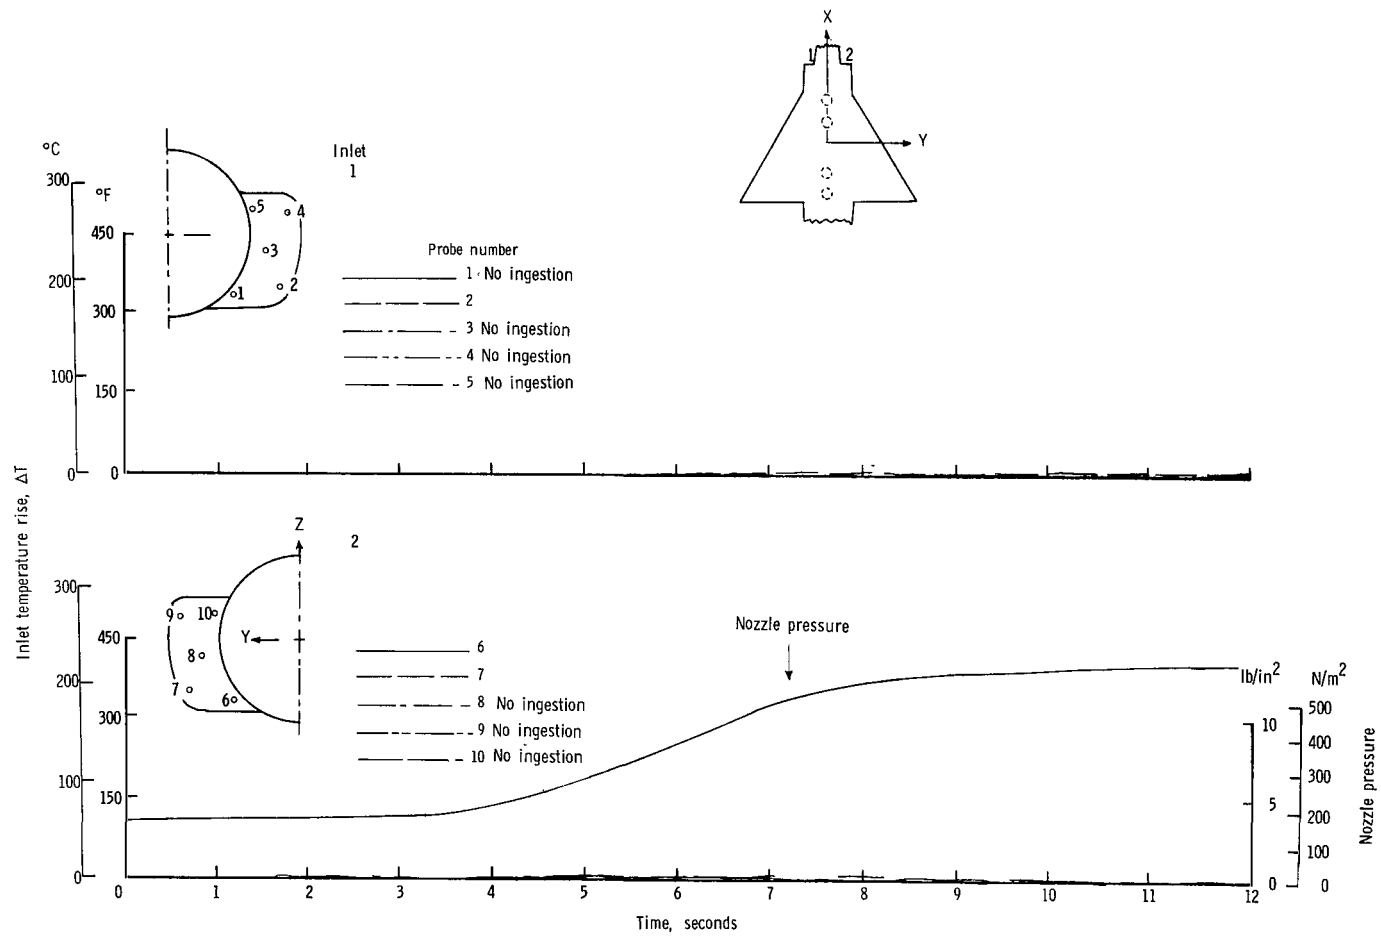 X
1 2
Y
°C
Inlet
1
300
°F
5 4
450
3
Probe number
200
1 No ingestion
1 2
2
300
3 No ingestion
4 No ingestion
100
150
5 No ingestion
0
0
Inlet temperature rise, ΔT
Z
2
300
9 10
450
Y
Nozzle pressure
6
8
7
200
lb/in2 N/m2
7 6
8 No ingestion
300
500
10
9 No ingestion
400
10 No ingestion
100
300
150
5
200
100
0
0 0
0 1 2 3 4 5 6 7 8 9 10 11 12
Nozzle pressure
Time, seconds